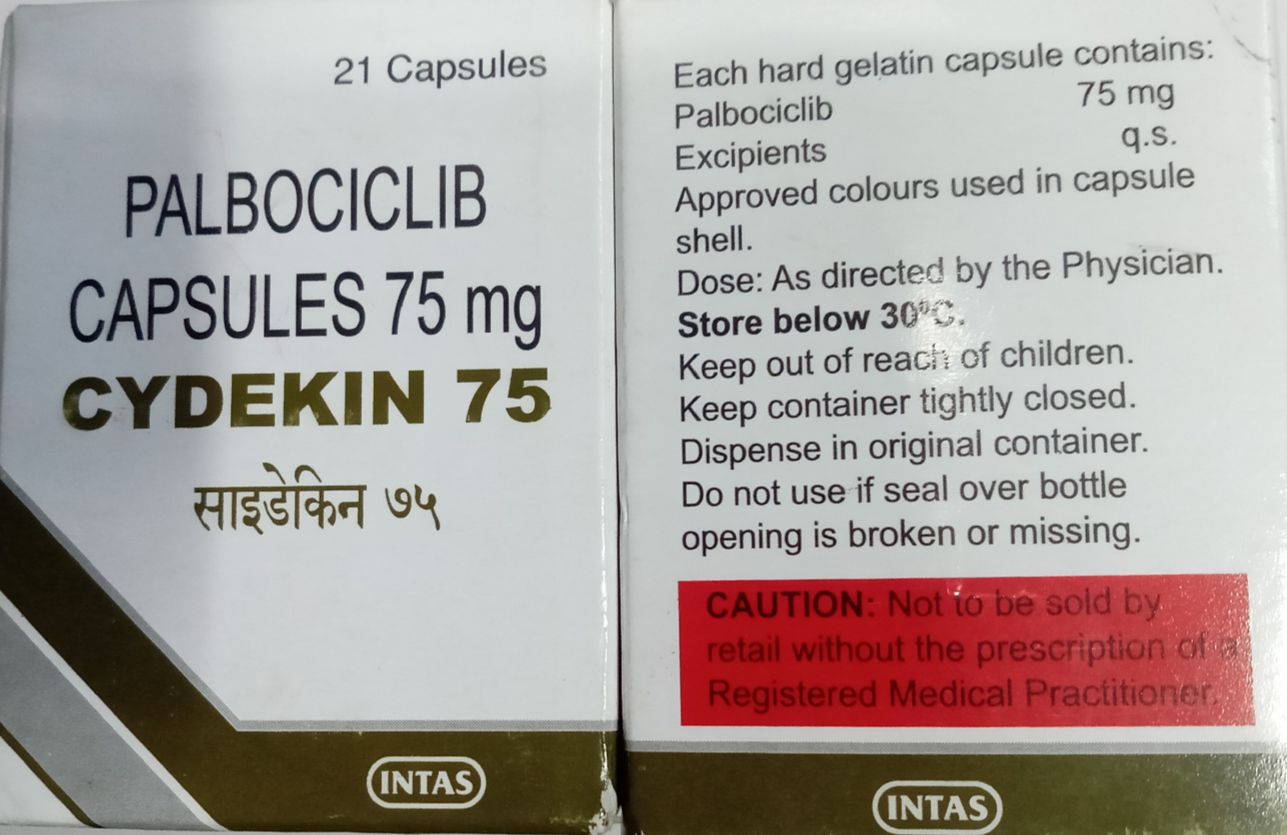 21 Capsules
PALBOCICLIB
CAPSULES 75 mg
CYDEKIN 75
साइडेकिन ७५
INTAS
Each hard gelatin capsule contains:
Palbociclib 75 mg
Excipients q.s.
Approved colours used in capsule
shell.
Dose: As directed by the Physician.
Store below 30°C.
Keep out of reach of children.
Keep container tightly closed.
Dispense in original container.
Do not use if seal over bottle
opening is broken or missing.
CAUTION: Not to be sold by
retail without the prescription of a
Registered Medical Practitioner.
INTAS